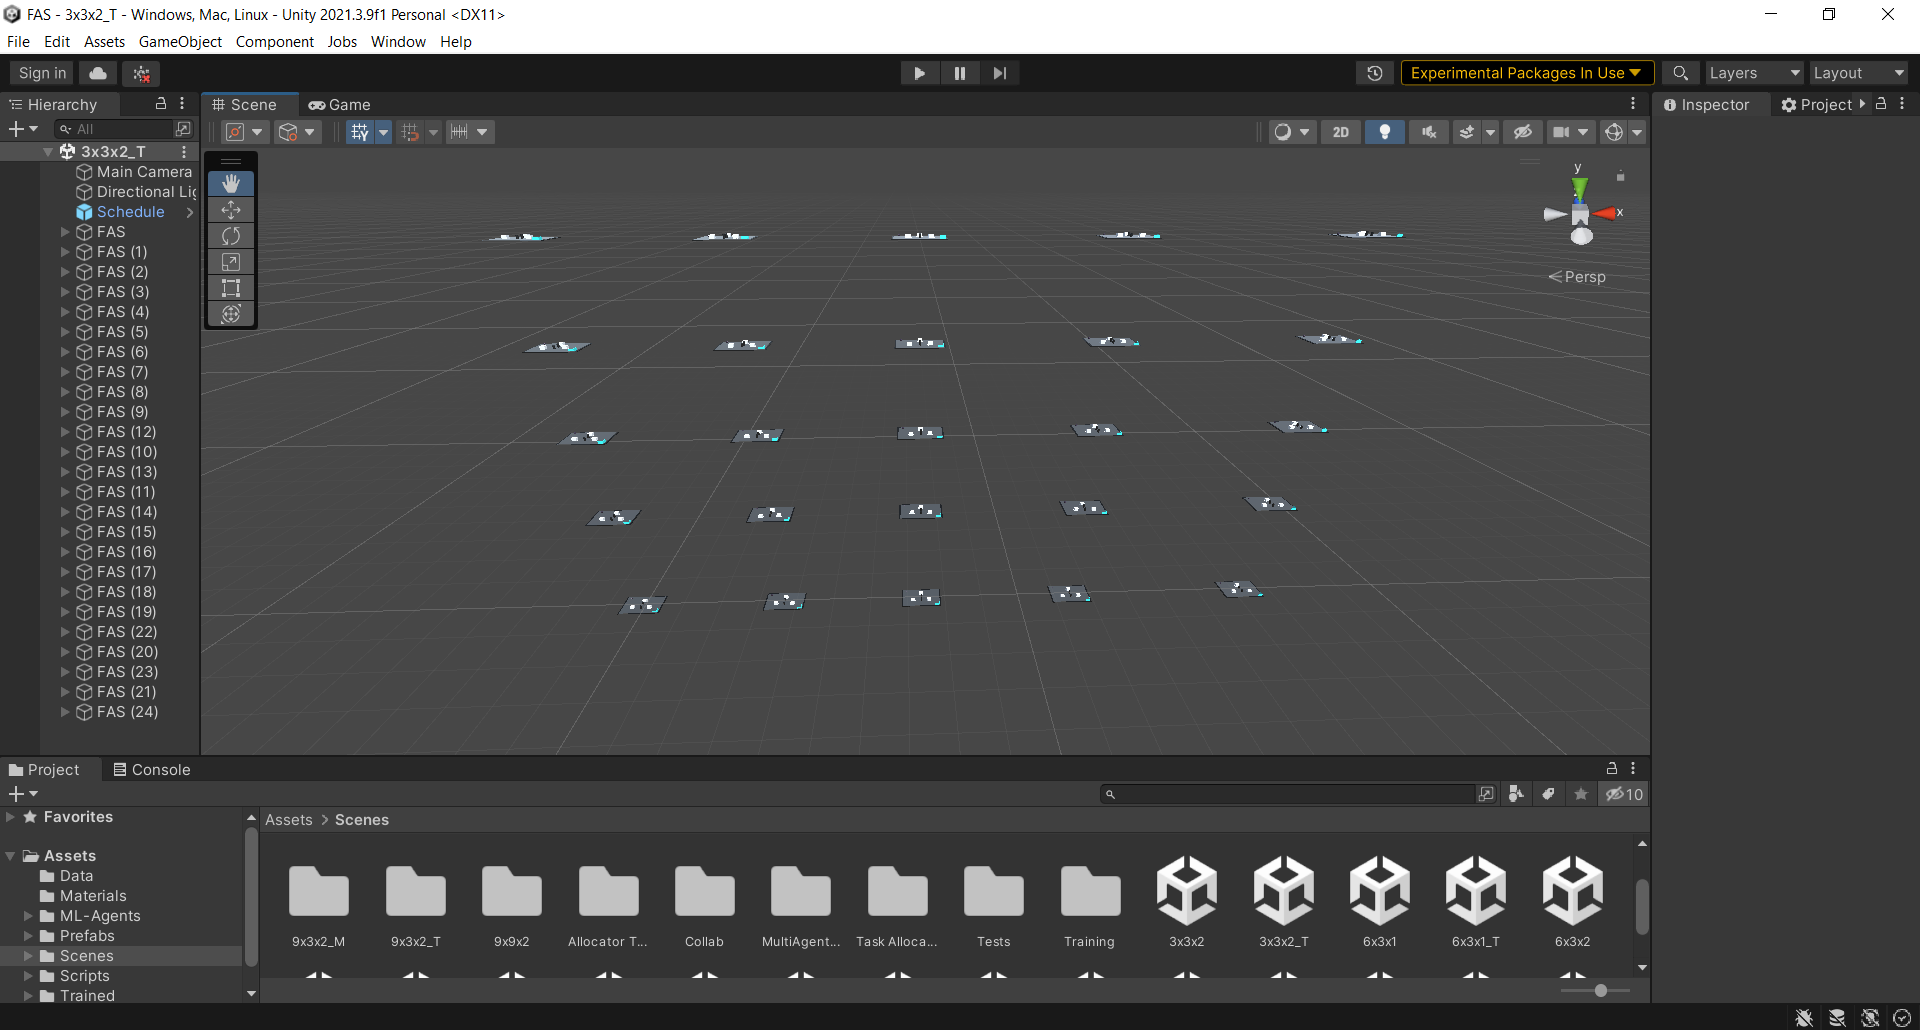 FAS - 3x3x2_T - Windows, Mac, Linux - Unity 2021.3.9f1 Personal <DX11>
File Edit Assets GameObject Component Jobs Window Help
Sign in Experimental Packages In Use Layers Layout
Hierarchy Scene Game Inspector Project
All 2D
3x3x2_T
Main Camera
Directional Lig
Schedule
FAS
FAS (1)
FAS (2)
FAS (3)
FAS (4)
FAS (5)
FAS (6)
FAS (7)
FAS (8)
FAS (9)
FAS (12)
FAS (10)
FAS (13)
FAS (11)
FAS (14)
FAS (15)
FAS (16)
FAS (17)
FAS (18)
FAS (19)
FAS (22)
FAS (20)
FAS (23)
FAS (21)
FAS (24)
y
x
Persp
Project Console
10
Favorites
Assets
Data
Materials
ML-Agents
Prefabs
Scenes
Scripts
Trained
Assets > Scenes
9x3x2_M 9x3x2_T 9x9x2 Allocator T... Collab MultiAgent... Task Alloca... Tests Training 3x3x2 3x3x2_T 6x3x1 6x3x1_T 6x3x2